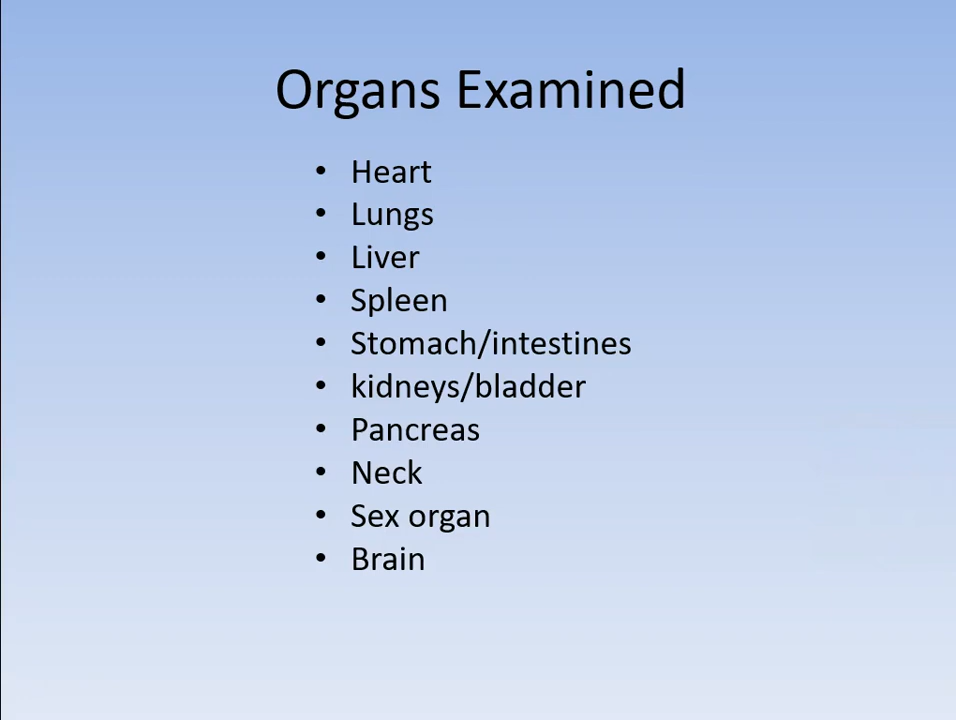 Organs Examined
• Heart
• Lungs
• Liver
• Spleen
• Stomach/intestines
• kidneys/bladder
• Pancreas
• Neck
• Sex organ
• Brain